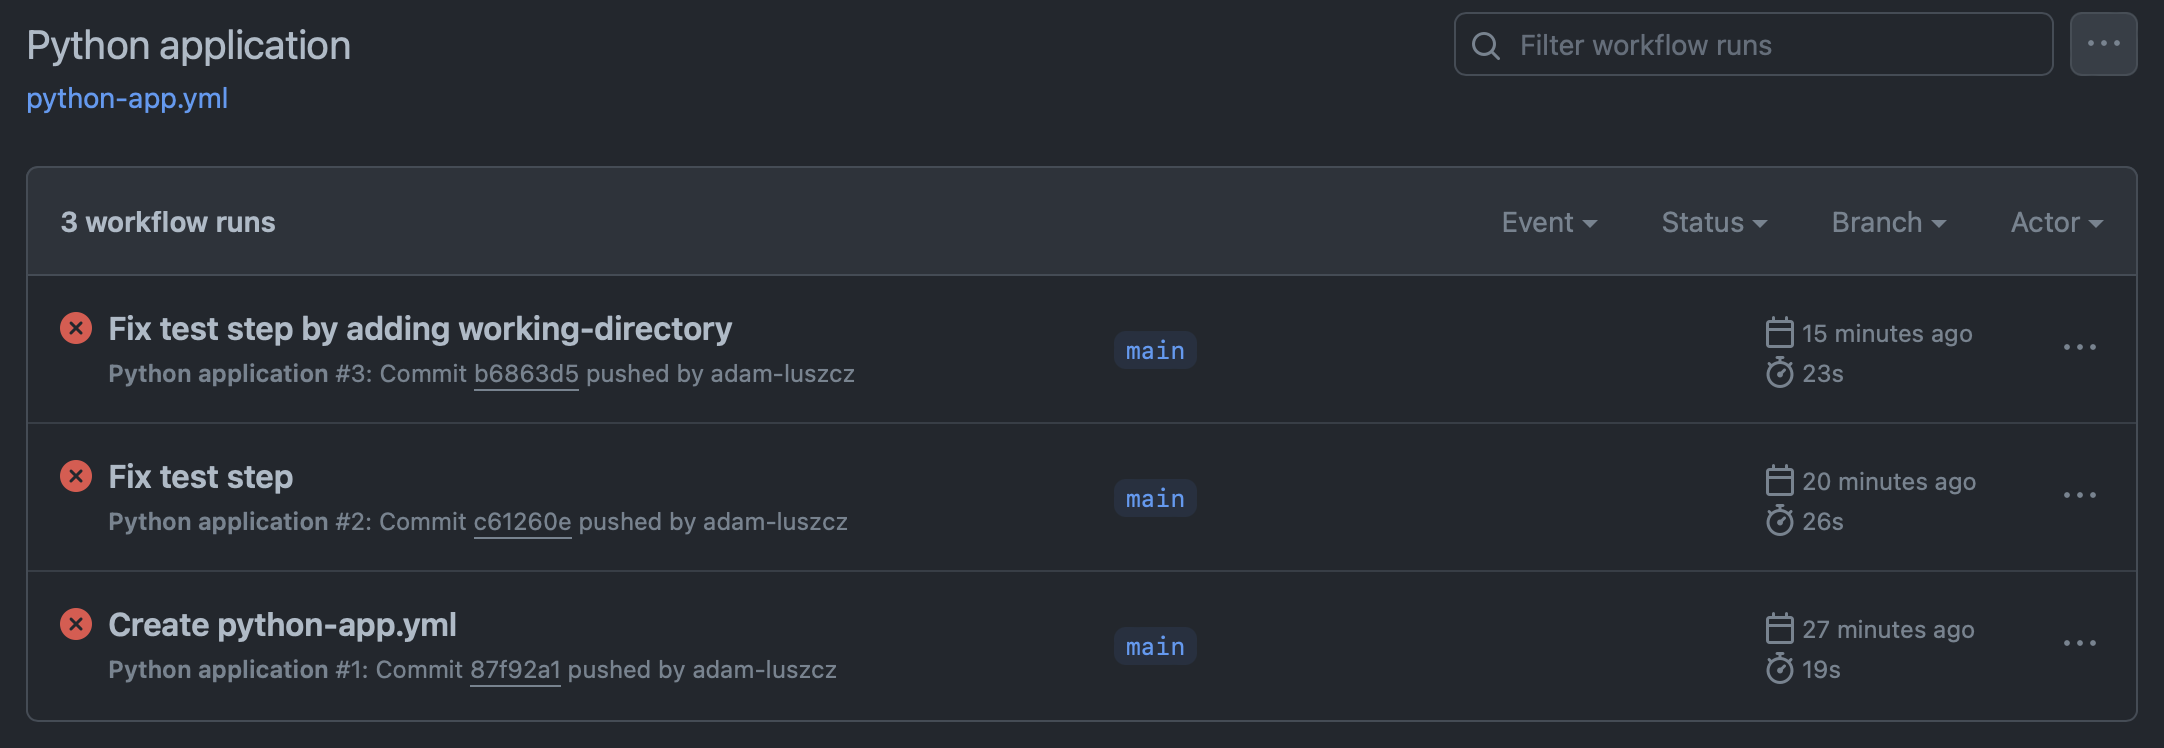 Python application
Filter workflow runs
python-app.yml
3 workflow runs
Event
Status
Branch
Actor
Fix test step by adding working-directory
Python application #3: Commit b6863d5 pushed by adam-luszcz
main
15 minutes ago
23s
Fix test step
Python application #2: Commit c61260e pushed by adam-luszcz
main
20 minutes ago
26s
Create python-app.yml
Python application #1: Commit 87f92a1 pushed by adam-luszcz
main
27 minutes ago
19s